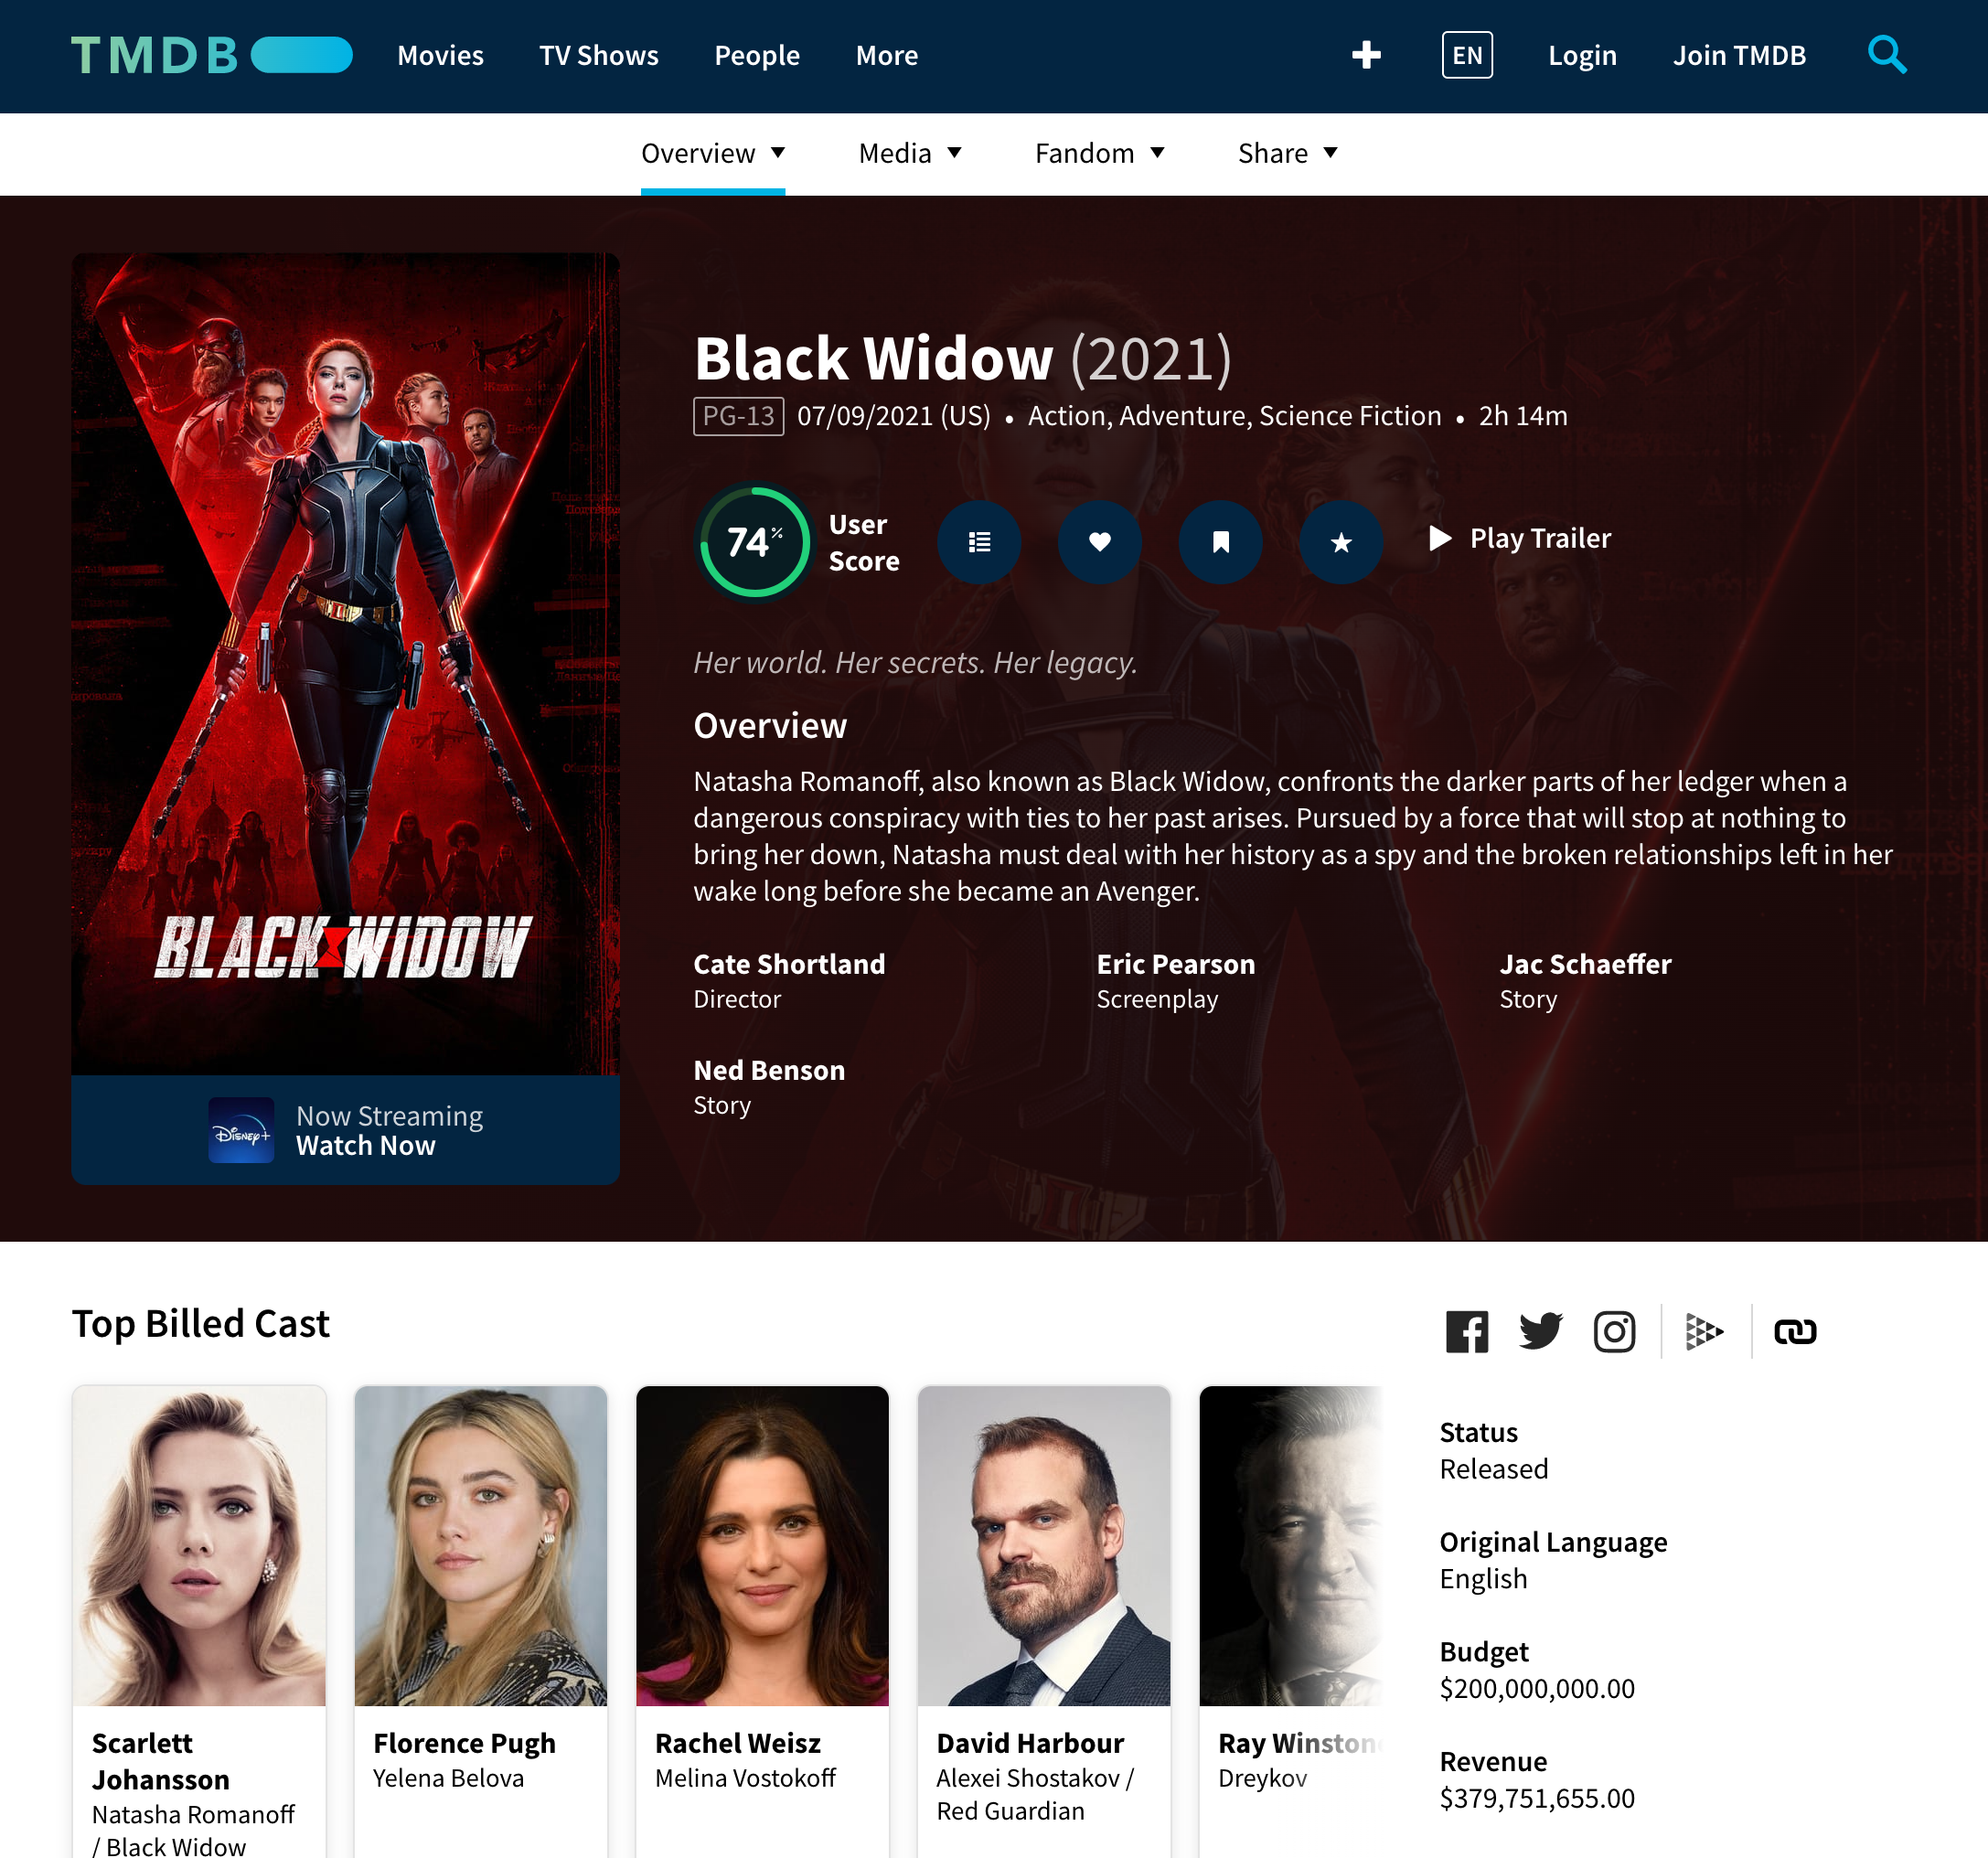 TMDB
Movies
TV Shows
People
More
EN
Login
Join TMDB
Overview
Media
Fandom
Share
BLACK WIDOW
Disney+
Now Streaming
Watch Now
Black Widow (2021)
PG-13 07/09/2021 (US) • Action, Adventure, Science Fiction • 2h 14m
74%
User
Score
Play Trailer
Her world. Her secrets. Her legacy.
Overview
Natasha Romanoff, also known as Black Widow, confronts the darker parts of her ledger when a
dangerous conspiracy with ties to her past arises. Pursued by a force that will stop at nothing to
bring her down, Natasha must deal with her history as a spy and the broken relationships left in her
wake long before she became an Avenger.
Cate Shortland
Director
Eric Pearson
Screenplay
Jac Schaeffer
Story
Ned Benson
Story
Top Billed Cast
Scarlett
Johansson
Natasha Romanoff
/ Black Widow
Florence Pugh
Yelena Belova
Rachel Weisz
Melina Vostokoff
David Harbour
Alexei Shostakov /
Red Guardian
Ray Winstone
Dreykov
Status
Released
Original Language
English
Budget
$200,000,000.00
Revenue
$379,751,655.00